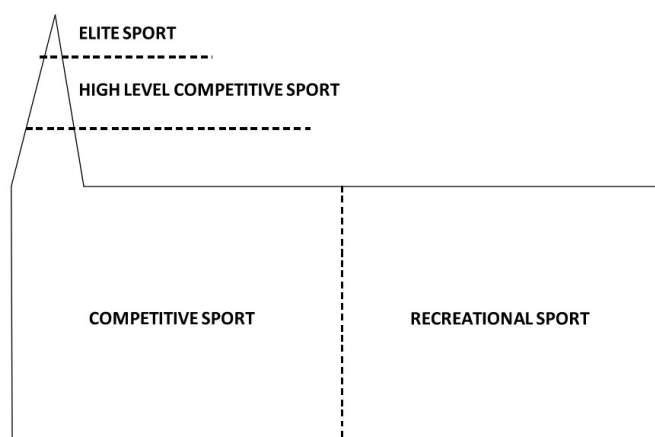 ELITE SPORT
HIGH LEVEL COMPETITIVE SPORT
COMPETITIVE SPORT
RECREATIONAL SPORT